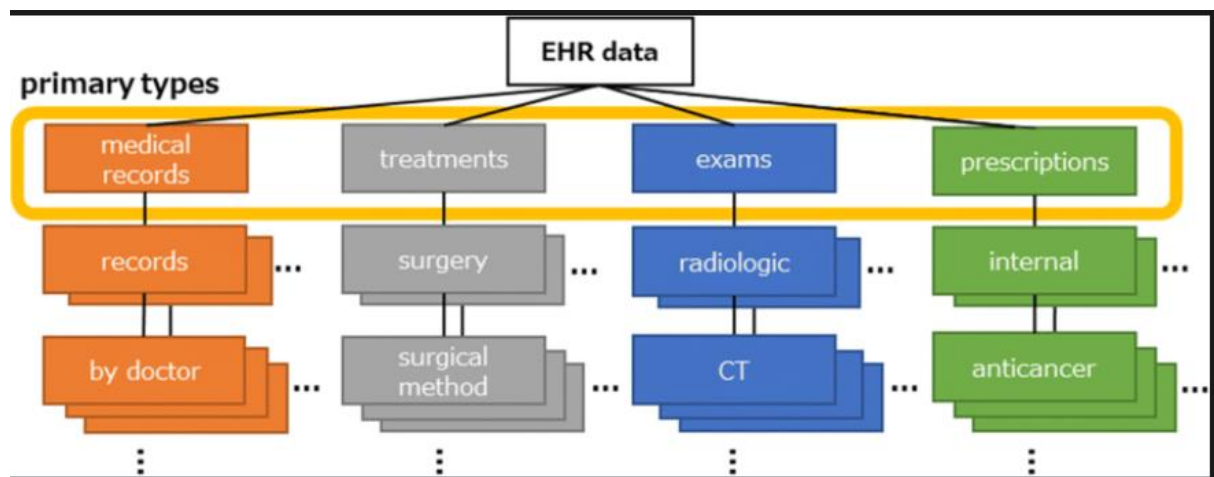 EHR data
primary types
medical
records
treatments
exams
prescriptions
records
...
surgery
...
radiologic
...
internal
...
by doctor
...
surgical
method
...
CT
...
anticancer
...